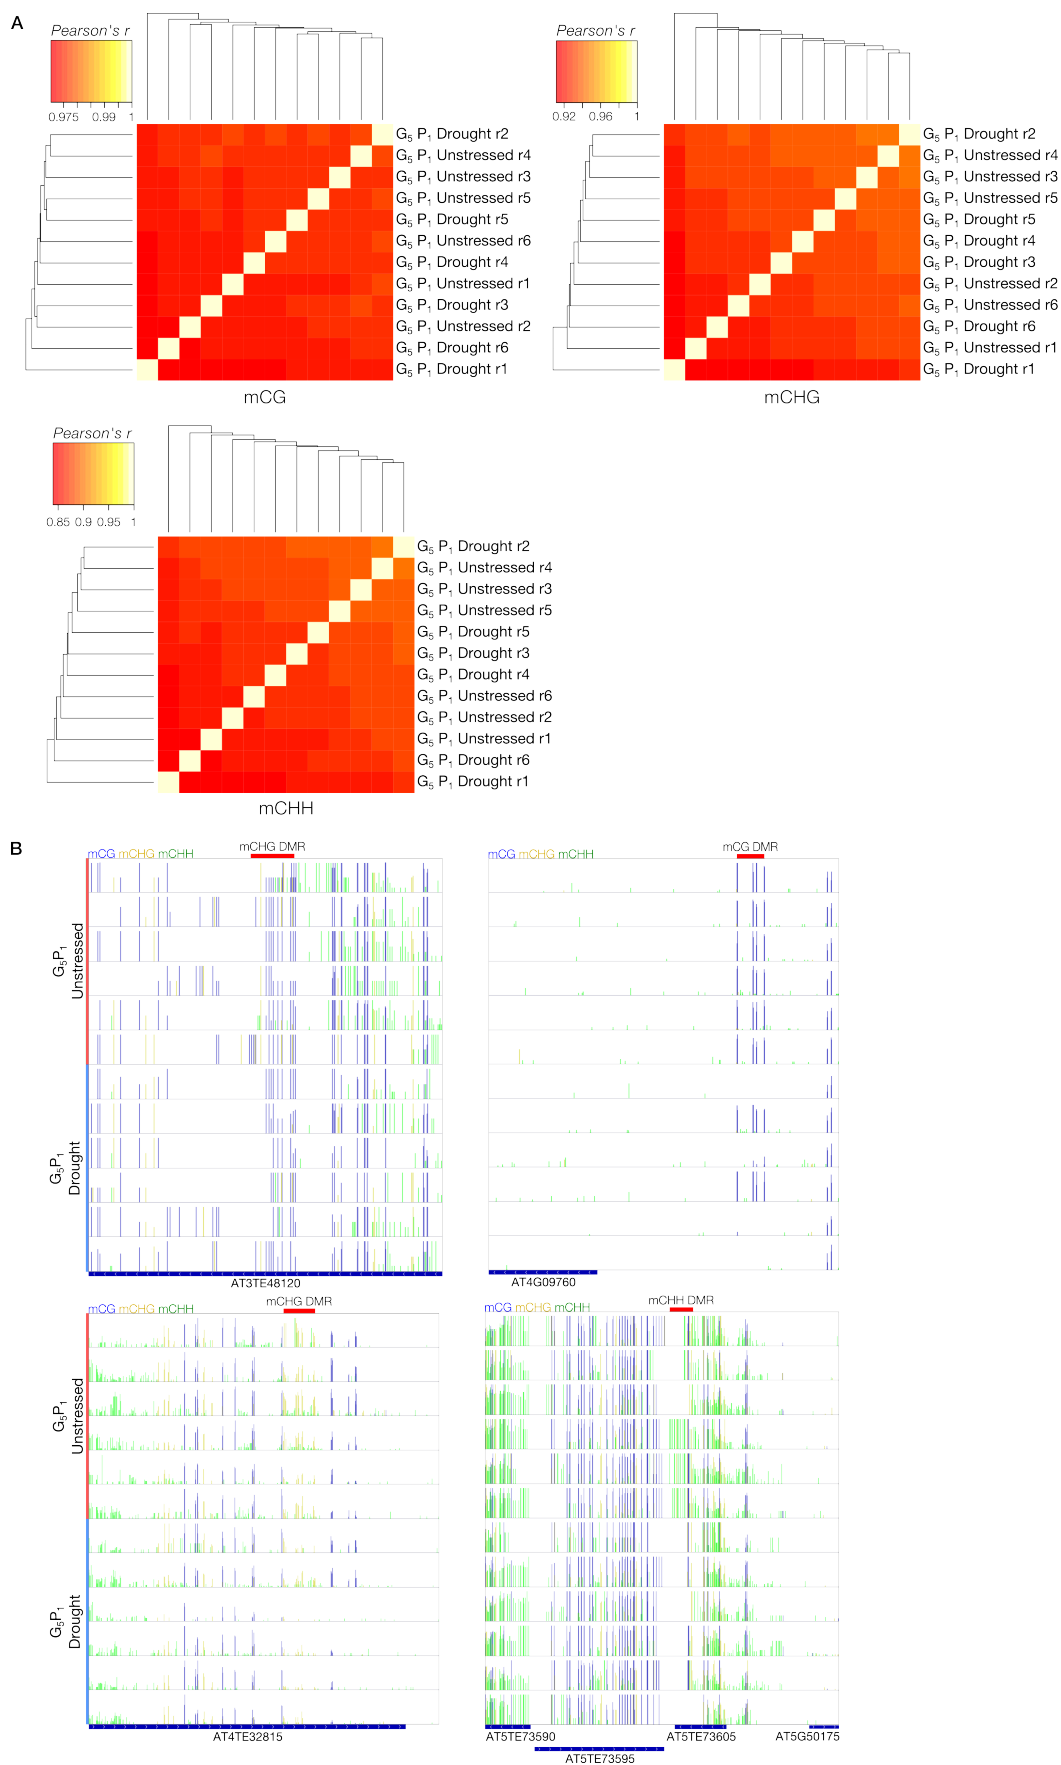 A
Pearson's r
0.975 0.99 1
G5 P1 Drought r2
G5 P1 Unstressed r4
G5 P1 Unstressed r3
G5 P1 Unstressed r5
G5 P1 Drought r5
G5 P1 Unstressed r6
G5 P1 Drought r4
G5 P1 Unstressed r1
G5 P1 Drought r3
G5 P1 Unstressed r2
G5 P1 Drought r6
G5 P1 Drought r1
mCG
Pearson's r
0.92 0.96 1
G5 P1 Drought r2
G5 P1 Unstressed r4
G5 P1 Unstressed r3
G5 P1 Unstressed r5
G5 P1 Drought r5
G5 P1 Drought r4
G5 P1 Drought r3
G5 P1 Unstressed r2
G5 P1 Unstressed r6
G5 P1 Drought r6
G5 P1 Unstressed r1
G5 P1 Drought r1
mCHG
Pearson's r
0.85 0.9 0.95 1
G5 P1 Drought r2
G5 P1 Unstressed r4
G5 P1 Unstressed r3
G5 P1 Unstressed r5
G5 P1 Drought r5
G5 P1 Drought r3
G5 P1 Drought r4
G5 P1 Unstressed r6
G5 P1 Unstressed r2
G5 P1 Unstressed r1
G5 P1 Drought r6
G5 P1 Drought r1
mCHH
B
mCG mCHG mCHH
mCHG DMR
G5P1
Unstressed
G5P1
Drought
AT3TE48120
mCG mCHG mCHH
mCG DMR
AT4G09760
mCG mCHG mCHH
mCHG DMR
G5P1
Unstressed
G5P1
Drought
AT4TE32815
mCG mCHG mCHH
mCHH DMR
AT5TE73590
AT5TE73605
AT5G50175
AT5TE73595